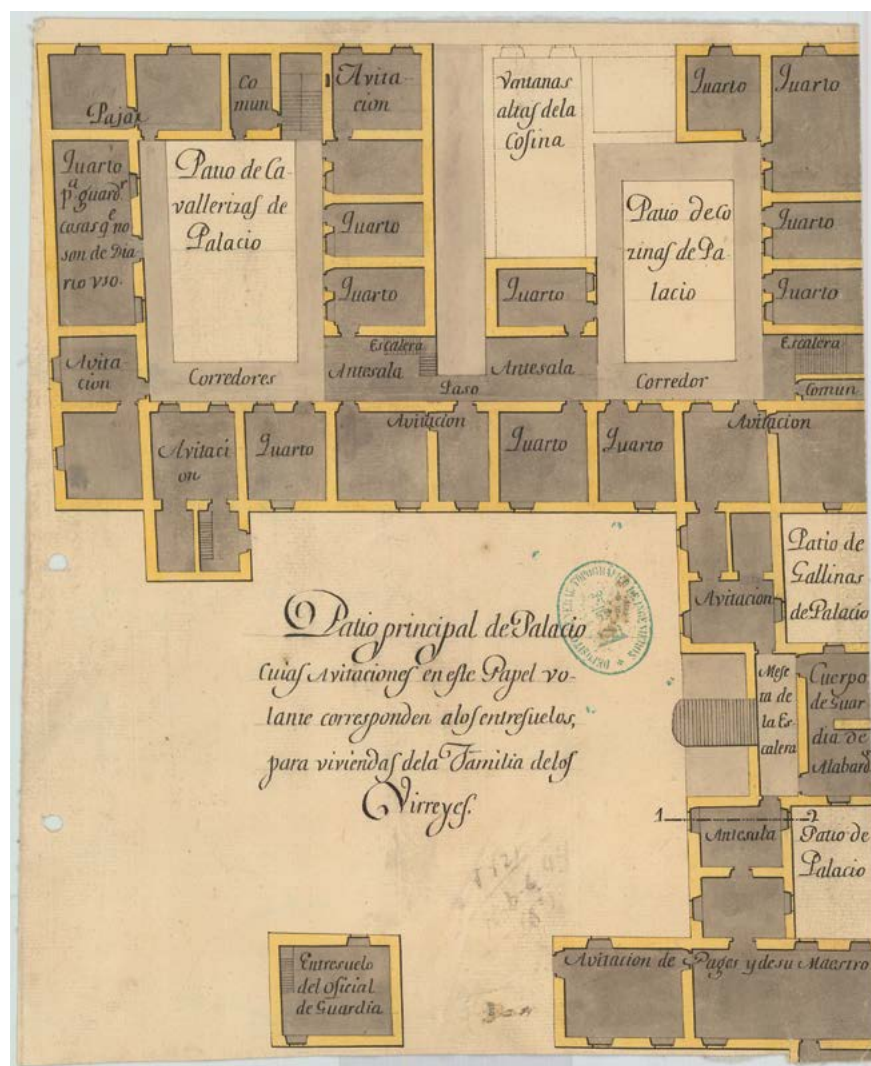 Pajar
Co
mun
Avita-
cion
Ventanas
altas dela
Cosina
Quarto
Quarto
Quarto
pa. guardr.
cosas qe no
son de Dia
rio vso.
Patio de Ca-
vallerizas de
Palacio
Quarto
Quarto
Quarto
Patio de Co
zinas de Pa-
lacio
Quarto
Quarto
Avita
cion
Corredores
Escalera
Antesala
Paso
Antesala
Corredor
Escalera
Comun
Avitaci
on
Quarto
Avitacion
Quarto
Quarto
Avitacion
Patio de
Gallinas
de Palacio
Avitacion
Patio principal de Palacio
Cuias Avitaciones en este Papel vo-
lante corresponden alos entresuelos,
para viviendas dela Familia delos
Virreyes.
Mese
ta de
la Es
calera
Cuerpo
de Guar
dia de
Alabards
1
2
Antesala
Patio de
Palacio
Entresuelo
del Oficial
de Guardia
Avitacion de Pages y de su Maestro